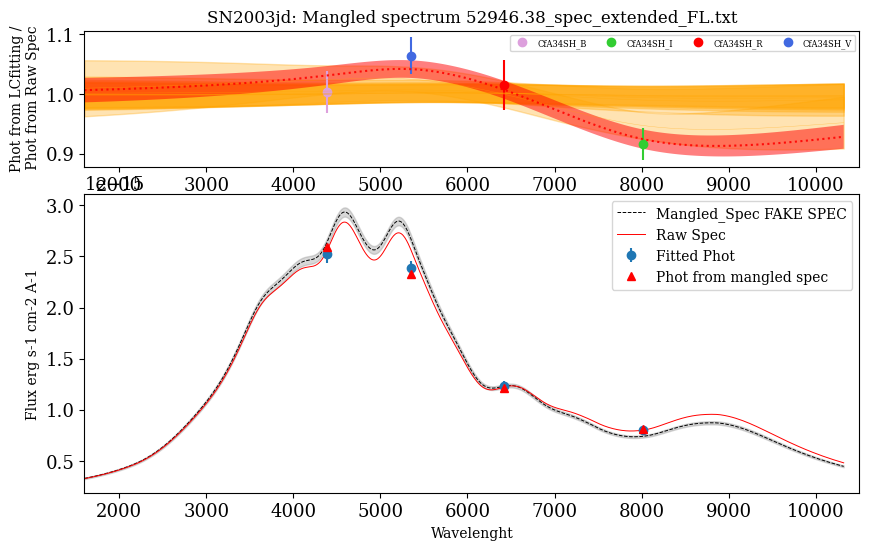 SN2003jd: Mangled spectrum 52946.38_spec_extended_FL.txt
Phot from LCfitting /
Phot from Raw Spec
1.1
1.0
0.9
CfA34SH_B CfA34SH_I CfA34SH_R CfA34SH_V
2000 3000 4000 5000 6000 7000 8000 9000 10000
1e−15
Flux erg s-1 cm-2 A-1
3.0
2.5
2.0
1.5
1.0
0.5
Mangled_Spec FAKE SPEC
Raw Spec
Fitted Phot
Phot from mangled spec
2000 3000 4000 5000 6000 7000 8000 9000 10000
Wavelenght